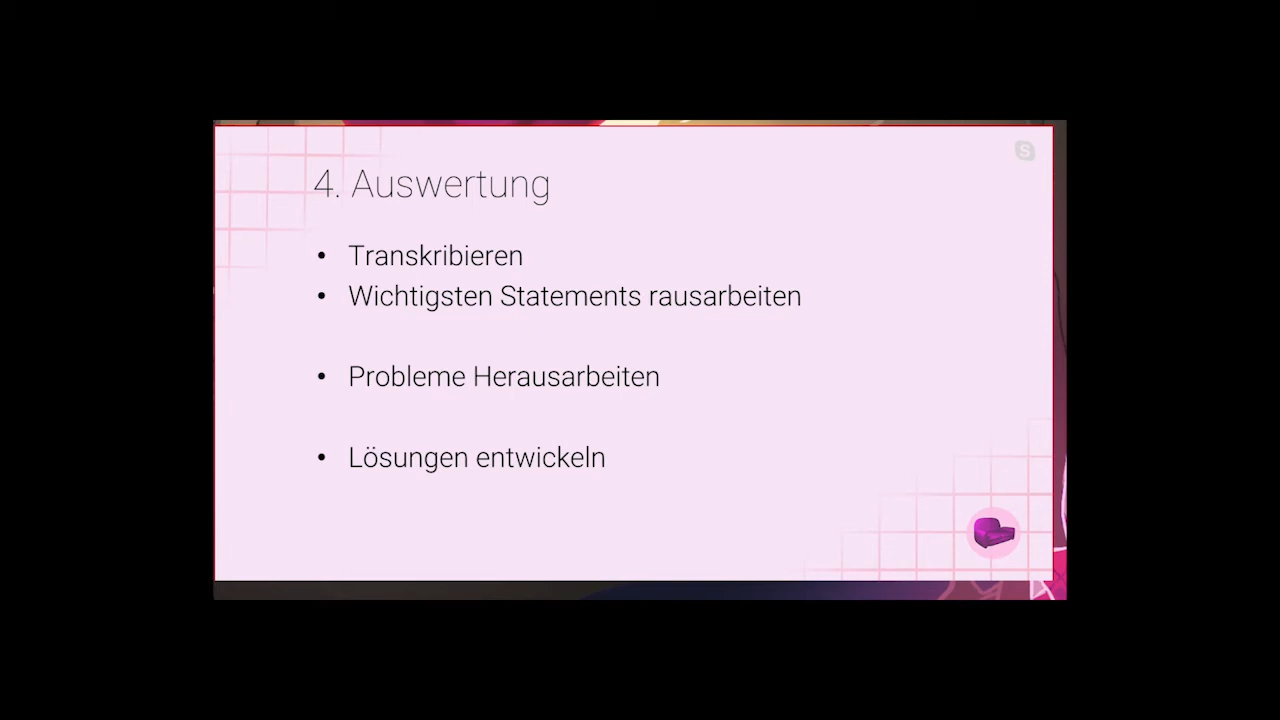 4. Auswertung
• Transkribieren
• Wichtigsten Statements rausarbeiten
• Probleme Herausarbeiten
• Lösungen entwickeln